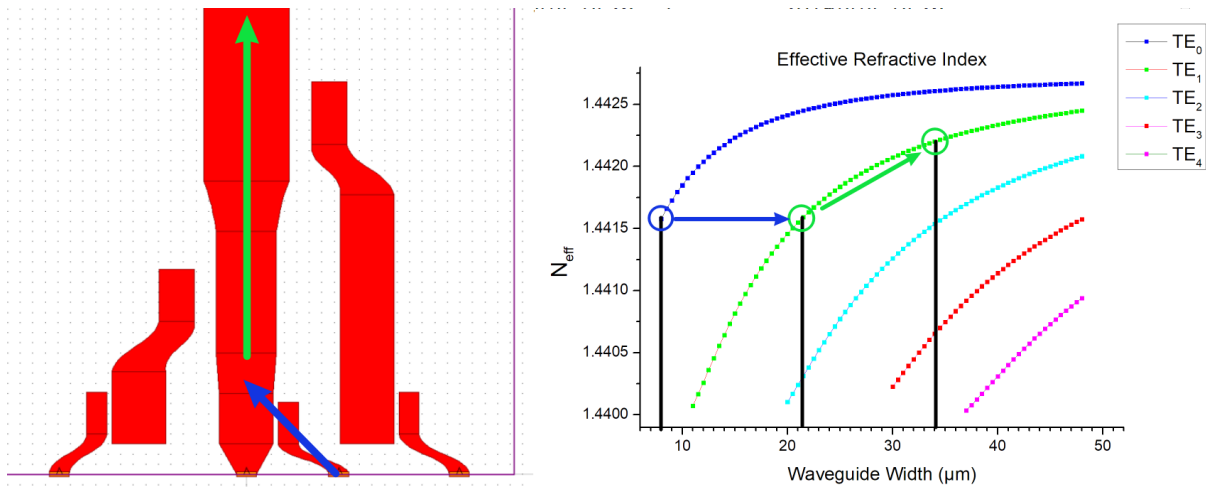 Effective Refractive Index
TE₀
TE₁
TE₂
TE₃
TE₄
1.4425
1.4420
1.4415
1.4410
1.4405
1.4400
Nₑff
10
20
30
40
50
Waveguide Width (µm)